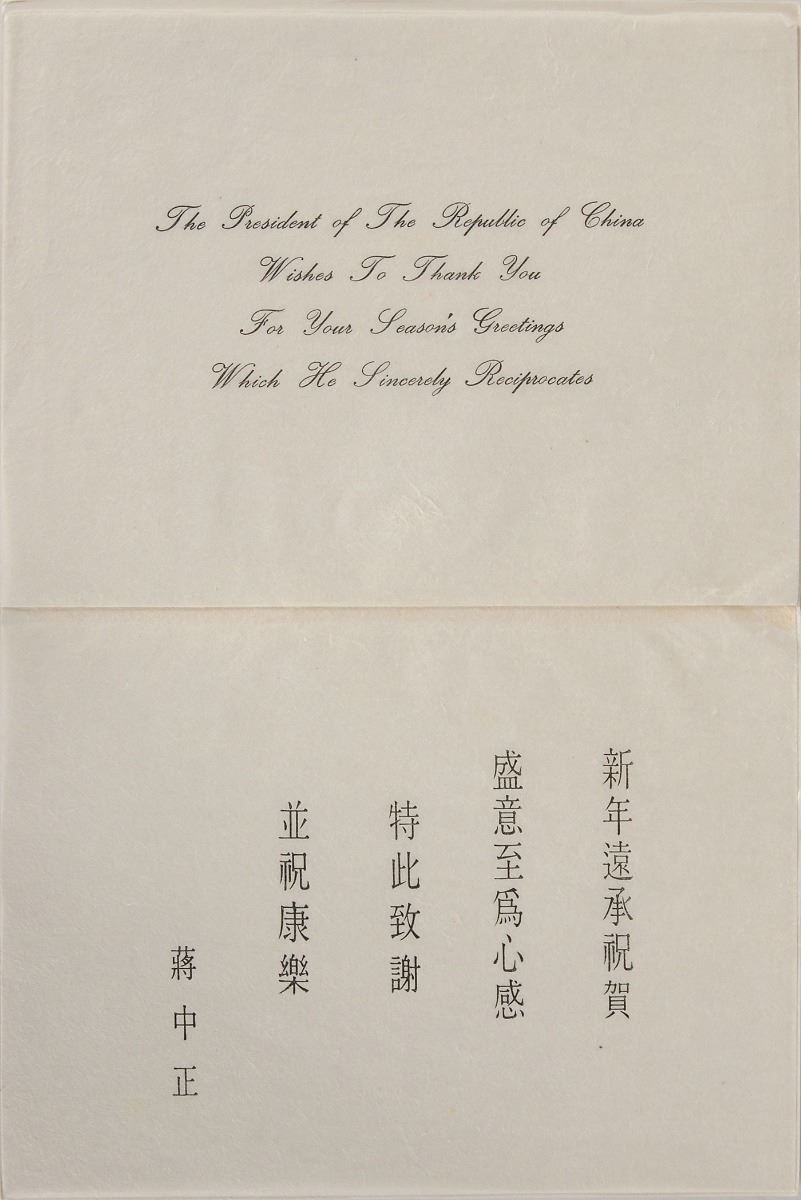 The President of The Republic of China
Wishes To Thank You
For Your Season's Greetings
Which He Sincerely Reciprocates
新年遠承祝賀
盛意至爲心感
特此致謝
並祝康樂
蔣中正